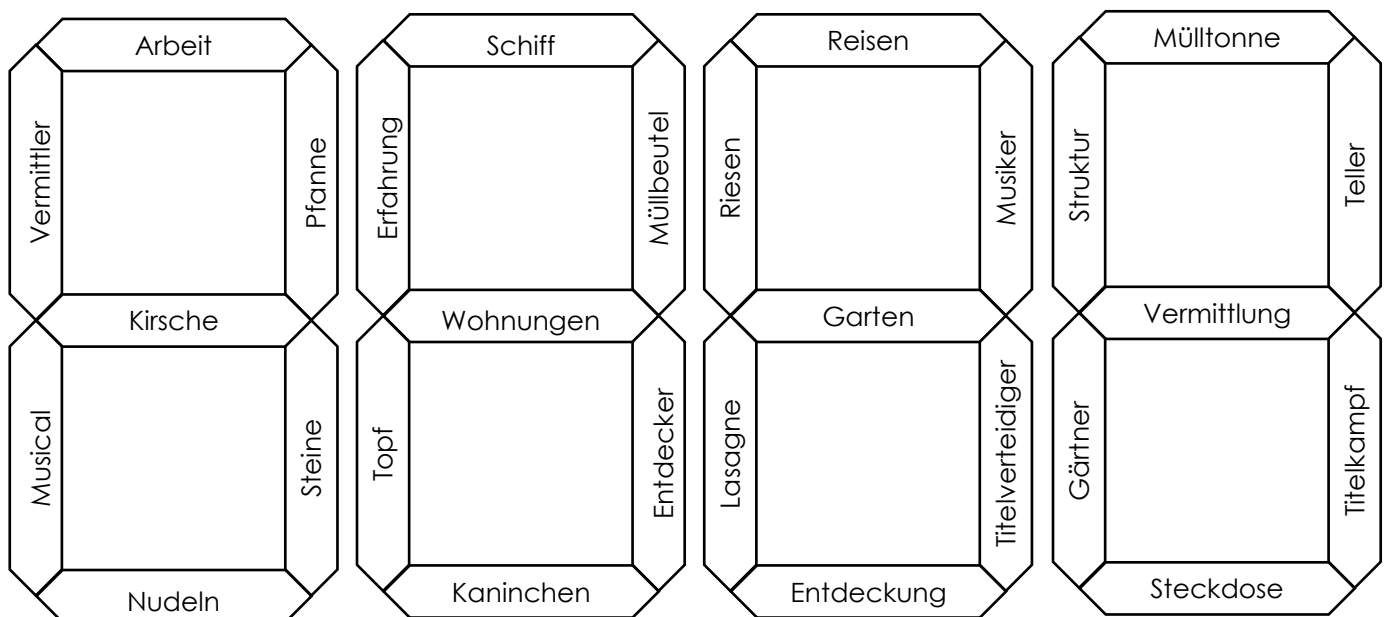 Arbeit
Vermittler
Pfanne
Kirsche
Musical
Steine
Nudeln
Schiff
Erfahrung
Müllbeutel
Wohnungen
Topf
Entdecker
Kaninchen
Reisen
Riesen
Musiker
Garten
Lasagne
Titelverteidiger
Entdeckung
Mülltonne
Struktur
Teller
Vermittlung
Gärtner
Titelkampf
Steckdose